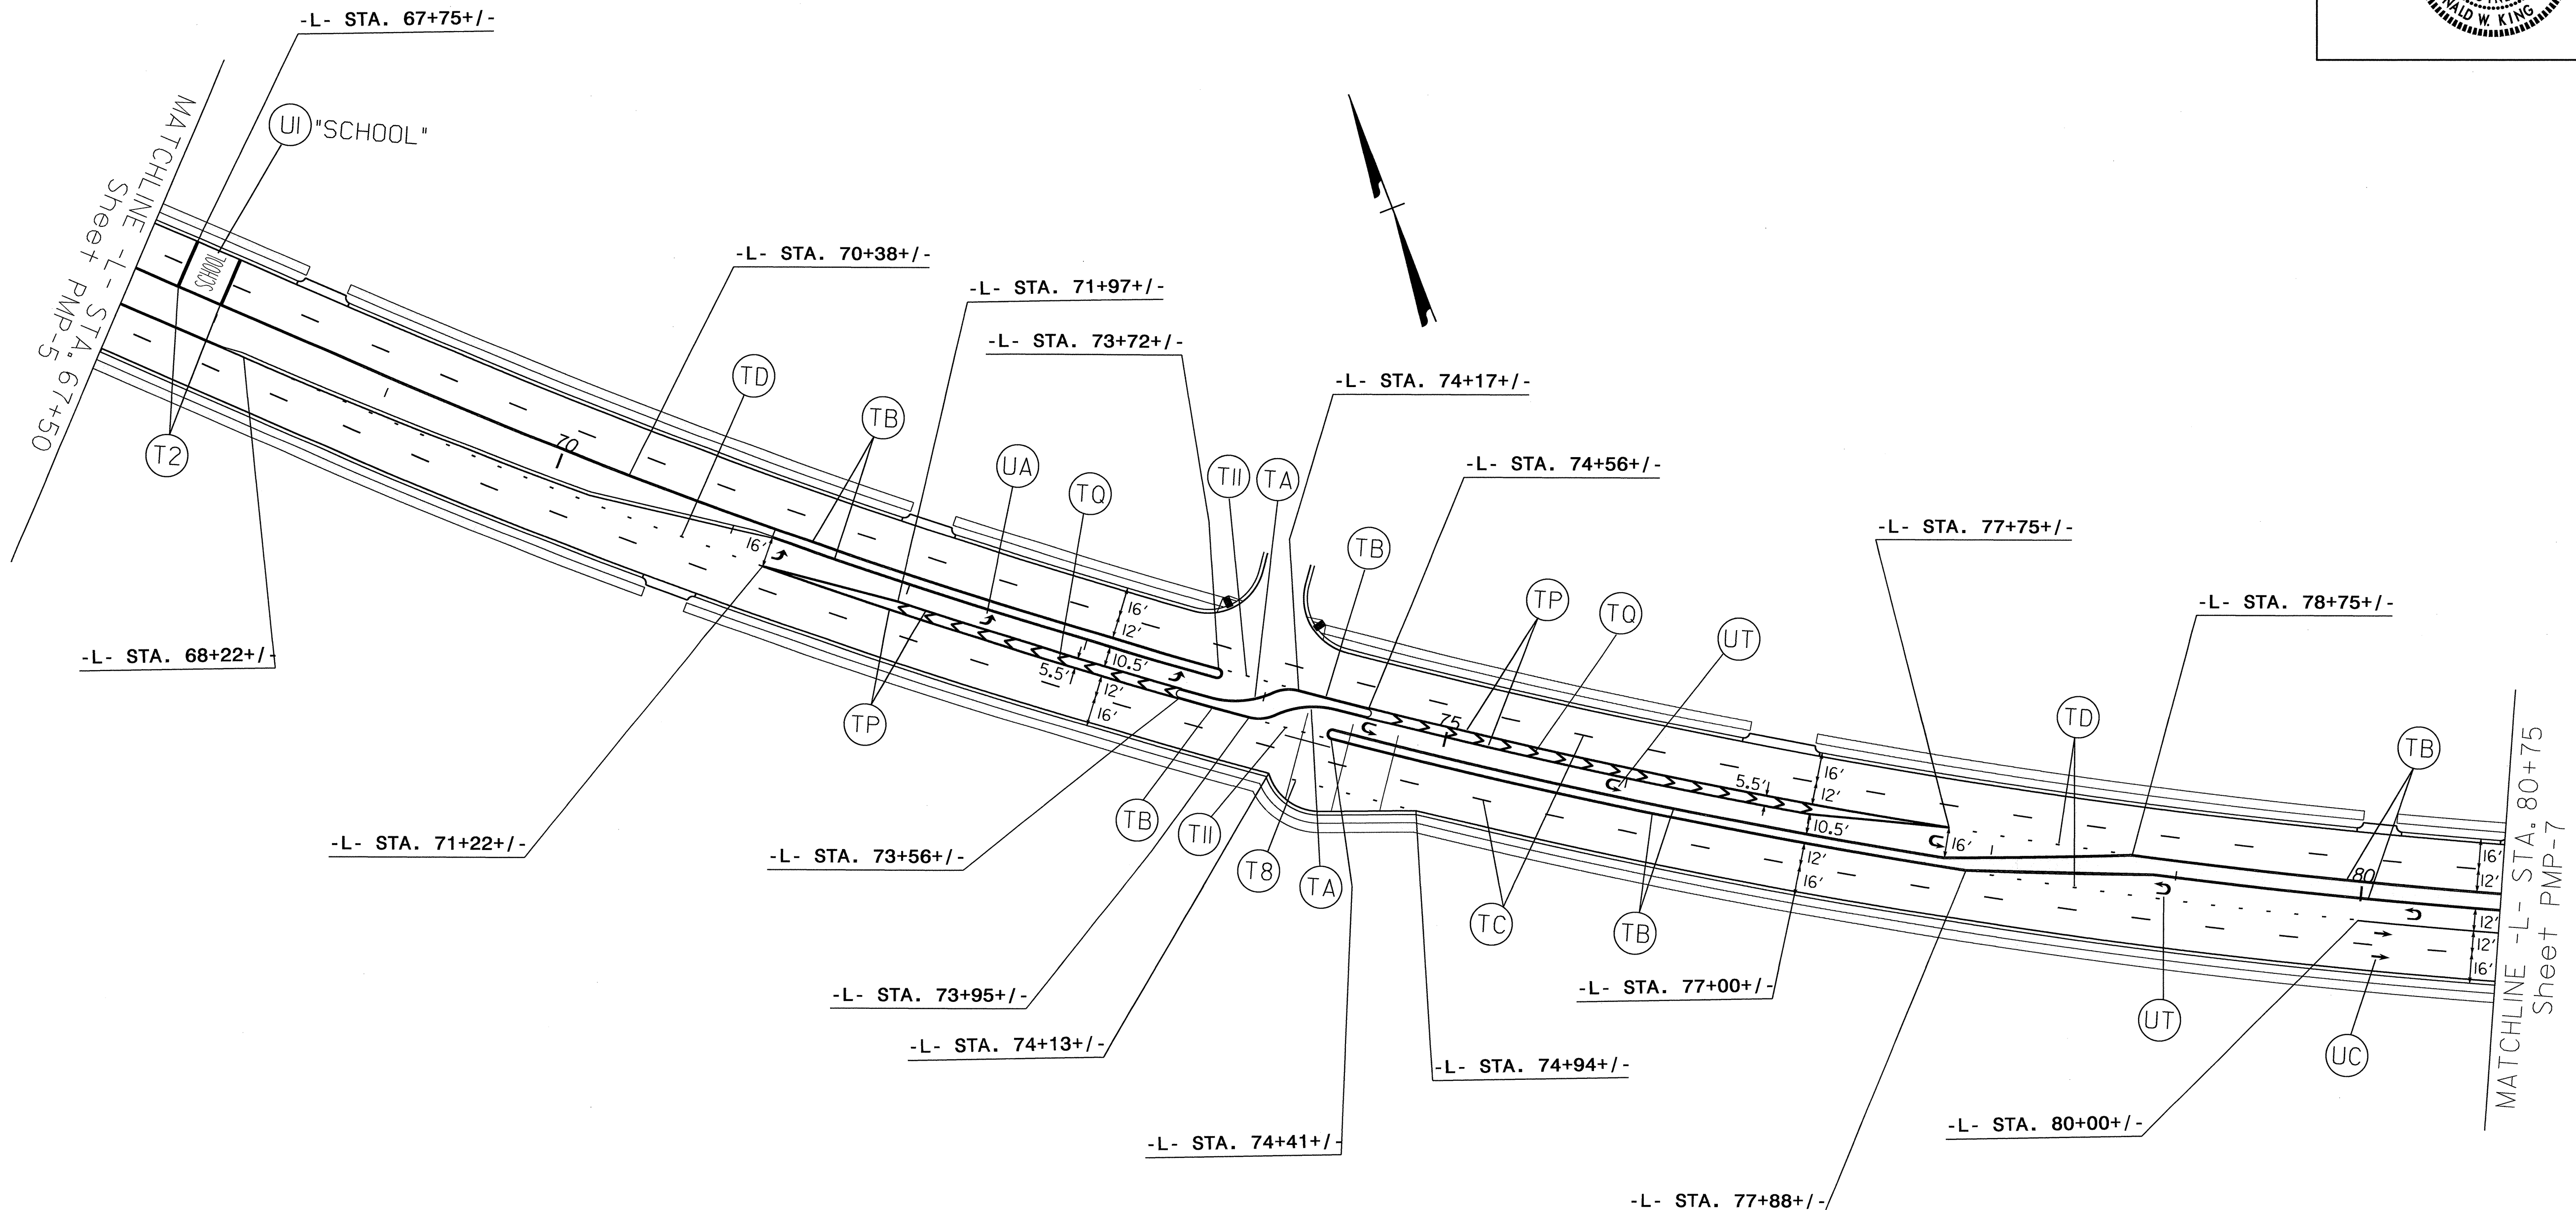 -L- STA. 67+75+/-
NALD W. KING
UI "SCHOOL"
MATCHLINE -L- STA. 67+50
Sheet PMP-5
SCHOOL
T2
-L- STA. 70+38+/-
-L- STA. 71+97+/-
-L- STA. 73+72+/-
-L- STA. 74+17+/-
-L- STA. 74+56+/-
-L- STA. 77+75+/-
-L- STA. 78+75+/-
TD
TB
UA
TQ
TII
TA
TB
TP
TQ
UT
TD
TB
70
16'
16'
12'
10.5'
5.5'
12'
16'
75
5.5'
16'
12'
10.5'
16'
12'
16'
80
16'
12'
12'
12'
16'
-L- STA. 68+22+/-
TP
TB
TII
T8
TA
TC
TB
UT
UC
-L- STA. 71+22+/-
-L- STA. 73+56+/-
-L- STA. 73+95+/-
-L- STA. 74+13+/-
-L- STA. 74+41+/-
-L- STA. 74+94+/-
-L- STA. 77+00+/-
-L- STA. 77+88+/-
-L- STA. 80+00+/-
MATCHLINE -L- STA. 80+75
Sheet PMP-7